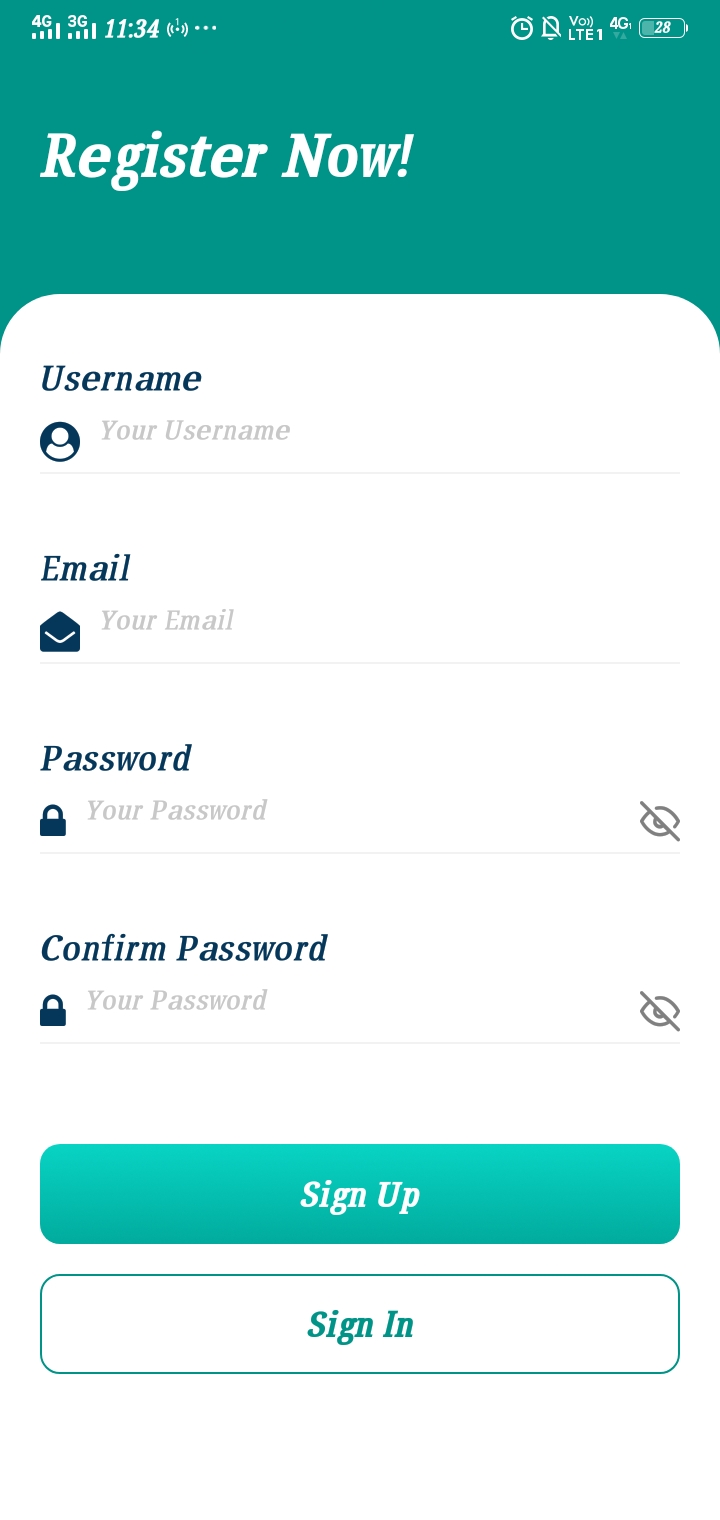 4G 3G 11:34 ... Vo)) LTE1 4G 28
Register Now!
Username
Your Username
Email
Your Email
Password
Your Password
Confirm Password
Your Password
Sign Up
Sign In